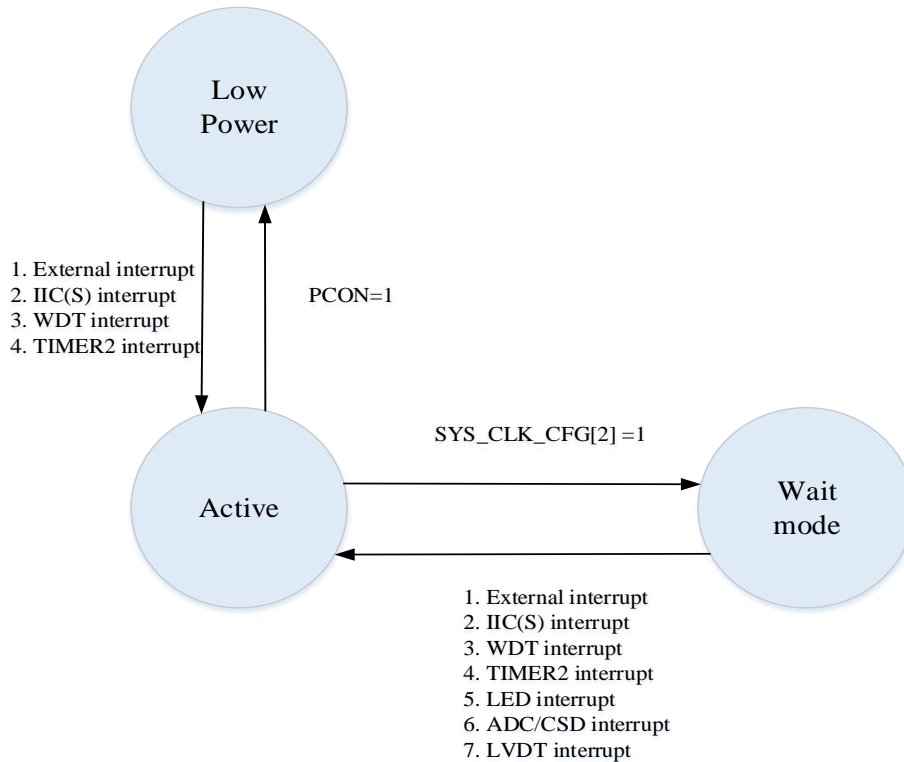 Low
Power
1. External interrupt
2. IIC(S) interrupt
3. WDT interrupt
4. TIMER2 interrupt
PCON=1
SYS_CLK_CFG[2] =1
Active
Wait
mode
1. External interrupt
2. IIC(S) interrupt
3. WDT interrupt
4. TIMER2 interrupt
5. LED interrupt
6. ADC/CSD interrupt
7. LVDT interrupt